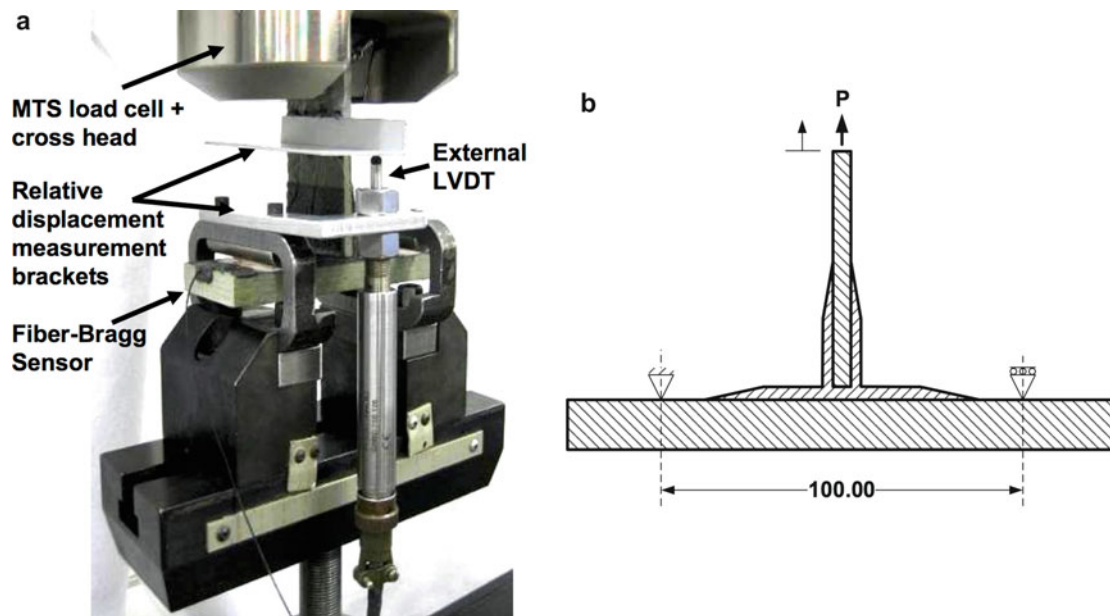 a
MTS load cell +
cross head
Relative
displacement
measurement
brackets
Fiber-Bragg
Sensor
External
LVDT
b
P
100.00